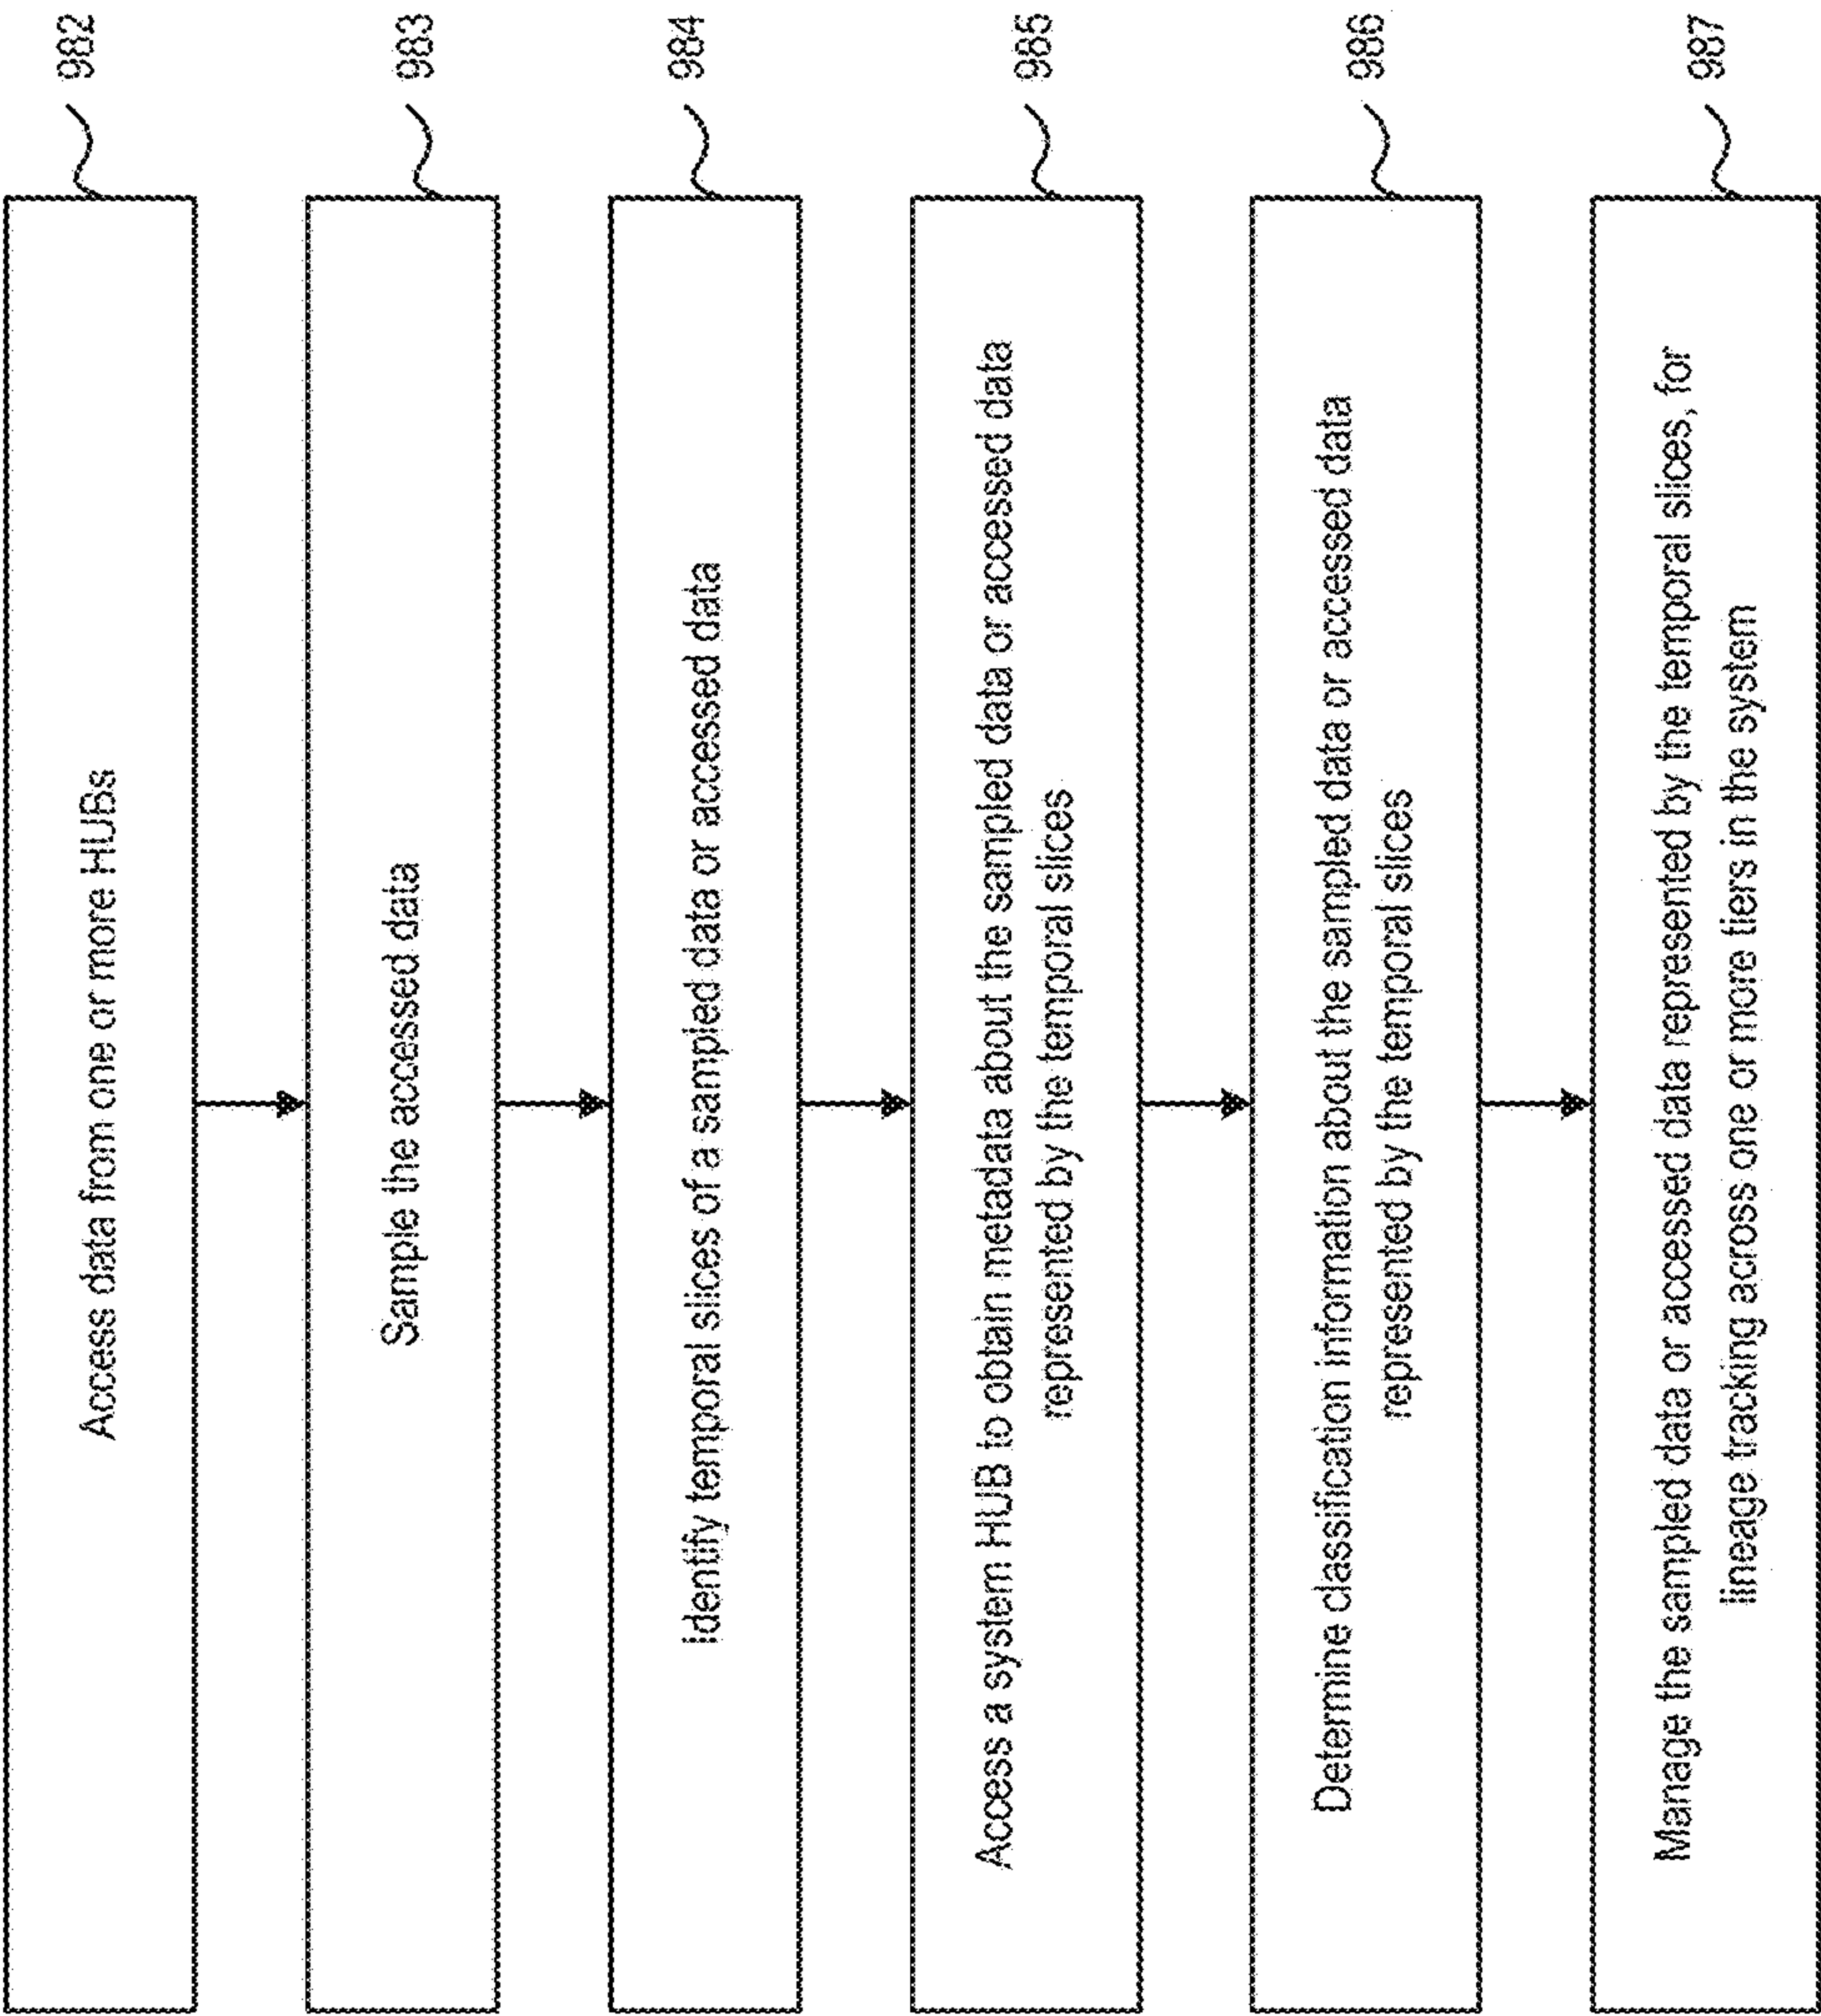 Access data from one or more HUBs
982
Sample the accessed data
983
Identify temporal slices of a sampled data or accessed data
984
Access a system HUB to obtain metadata about the sampled data or accessed data
represented by the temporal slices
985
Determine classification information about the sampled data or accessed data
represented by the temporal slices
986
Manage the sampled data or accessed data represented by the temporal slices, for
lineage tracking across one or more tiers in the system
987